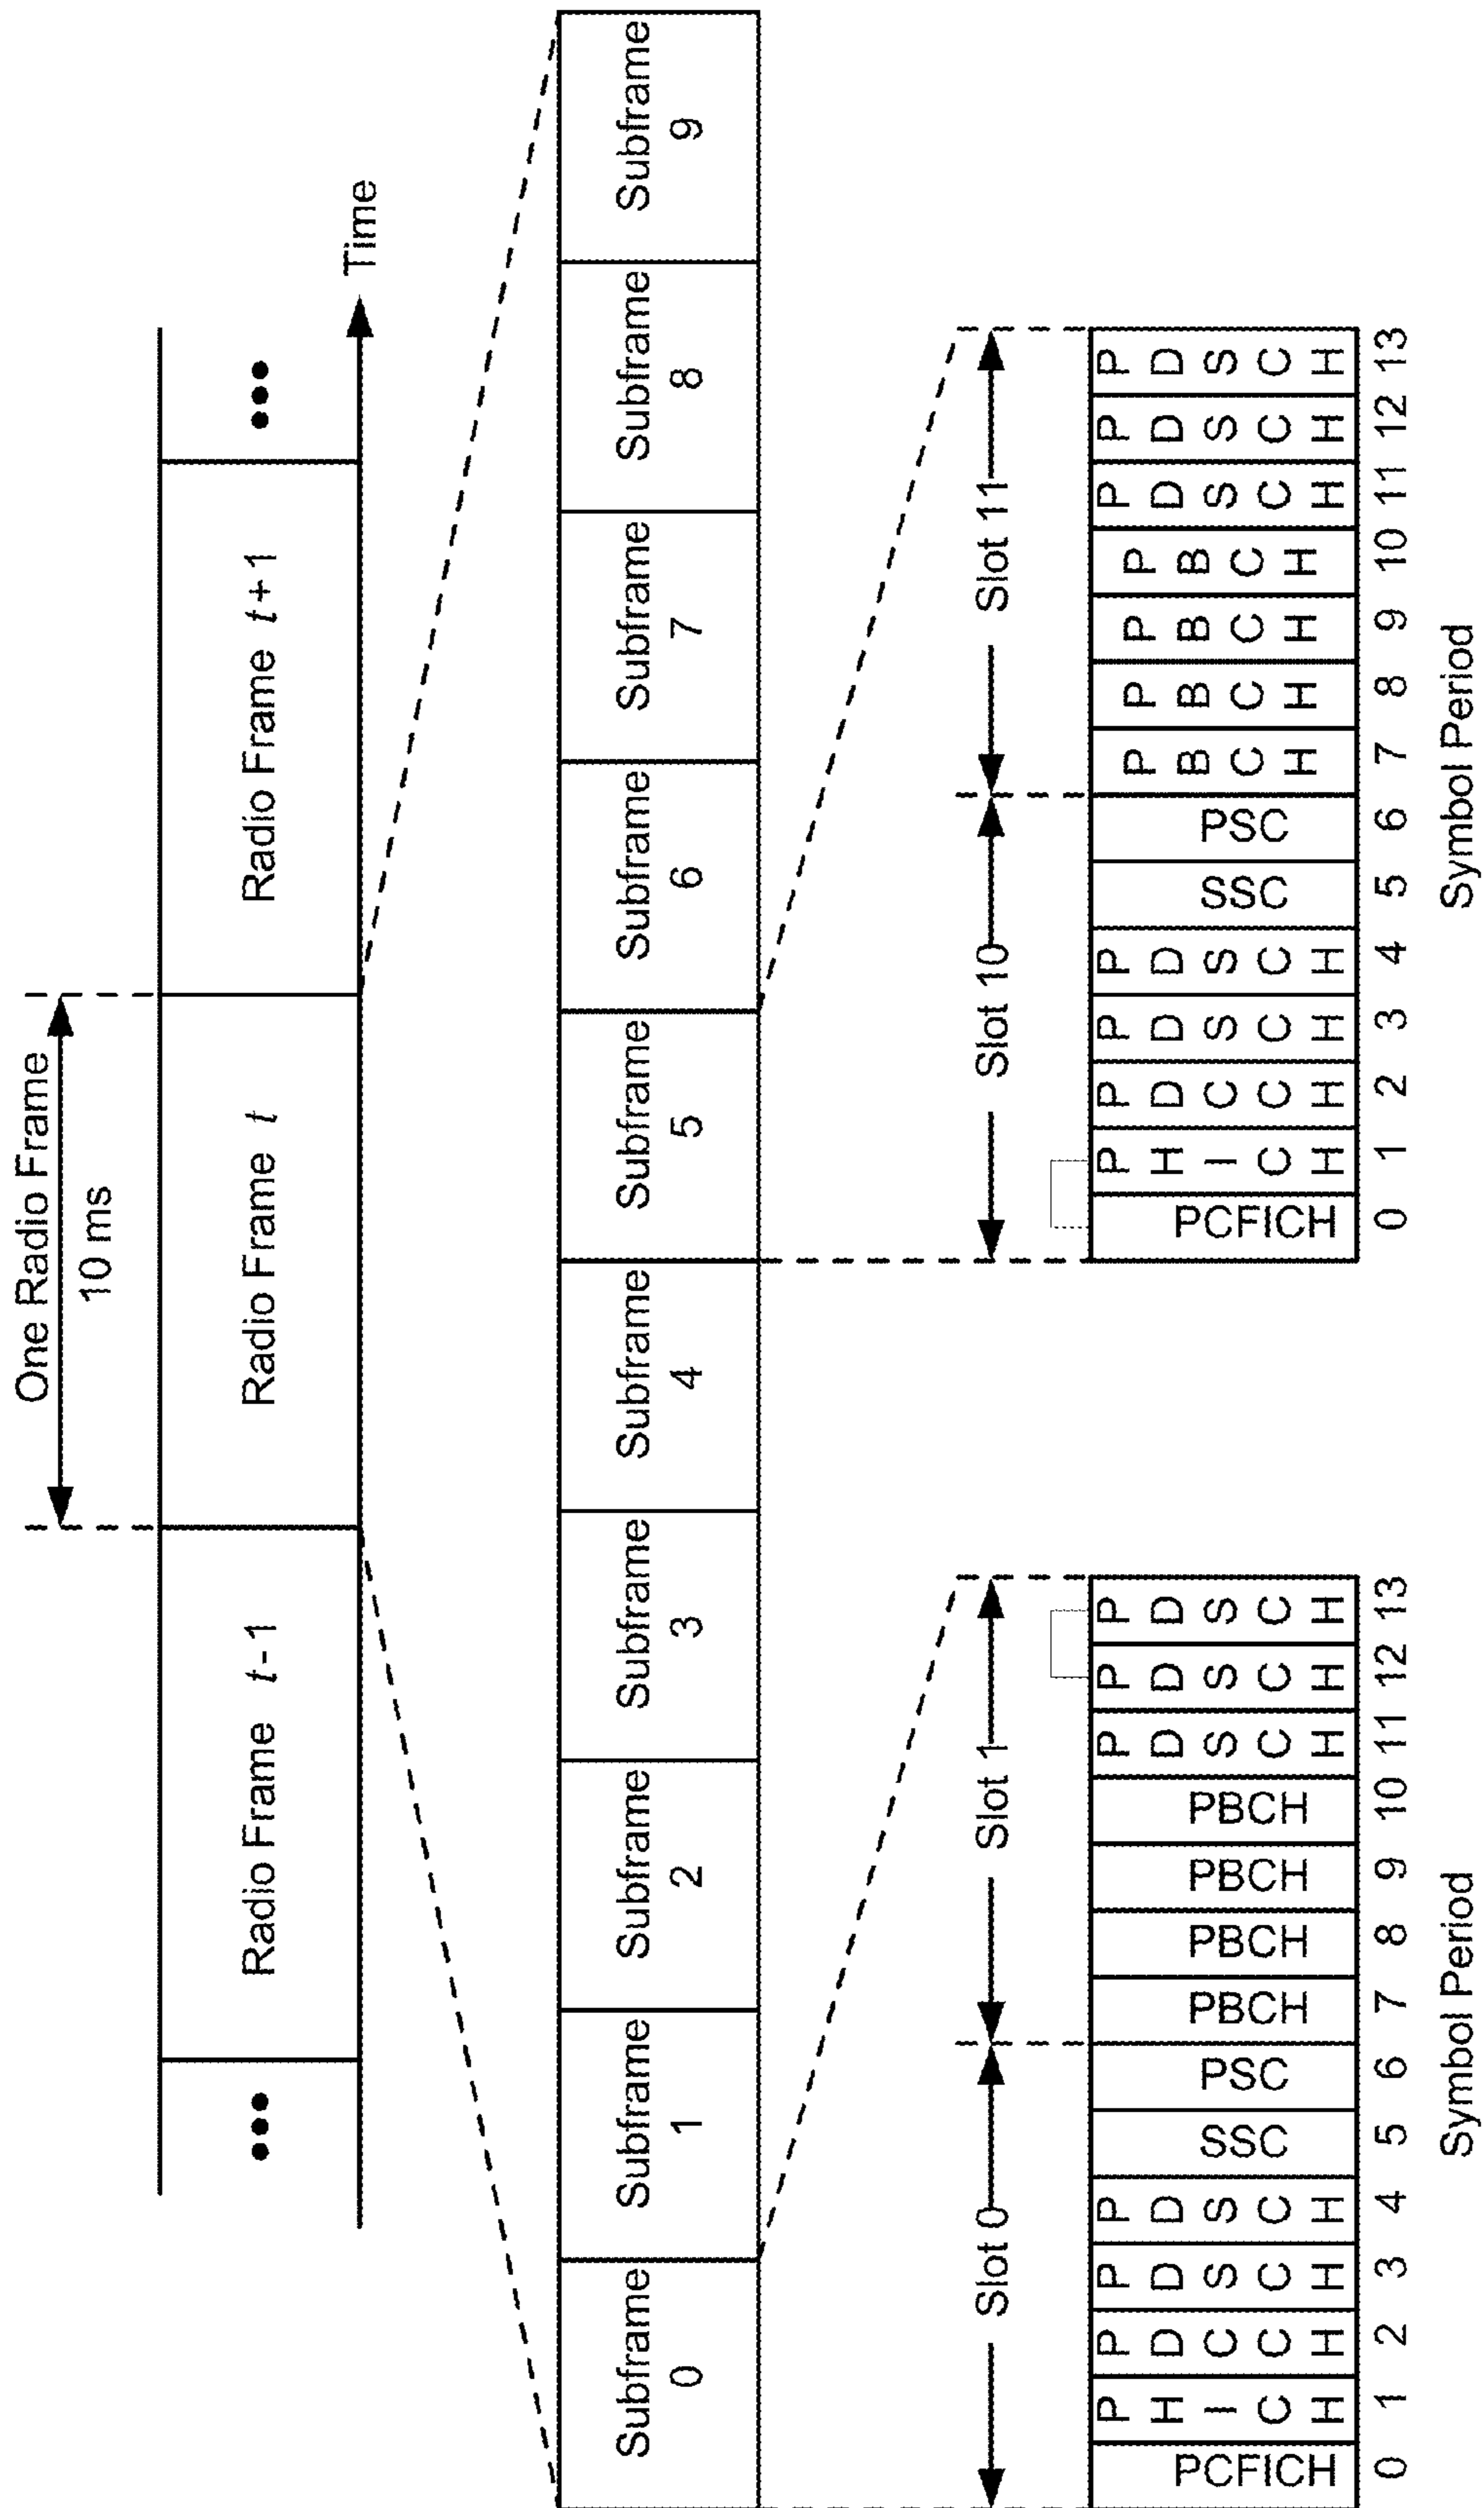 One Radio Frame
10 ms
••• Radio Frame t-1 Radio Frame t Radio Frame t+1 •••
Time
Subframe 0 Subframe 1 Subframe 2 Subframe 3 Subframe 4 Subframe 5 Subframe 6 Subframe 7 Subframe 8 Subframe 9
Slot 0 Slot 1
PCFICH PHICH PDCCH PDSCH PDSCH SSC PSC PBCH PBCH PBCH PBCH PDSCH PDSCH PDSCH
0 1 2 3 4 5 6 7 8 9 10 11 12 13
Symbol Period
Slot 10 Slot 11
PCFICH PHICH PDCCH PDSCH PDSCH SSC PSC PBCH PBCH PBCH PBCH PDSCH PDSCH PDSCH
0 1 2 3 4 5 6 7 8 9 10 11 12 13
Symbol Period